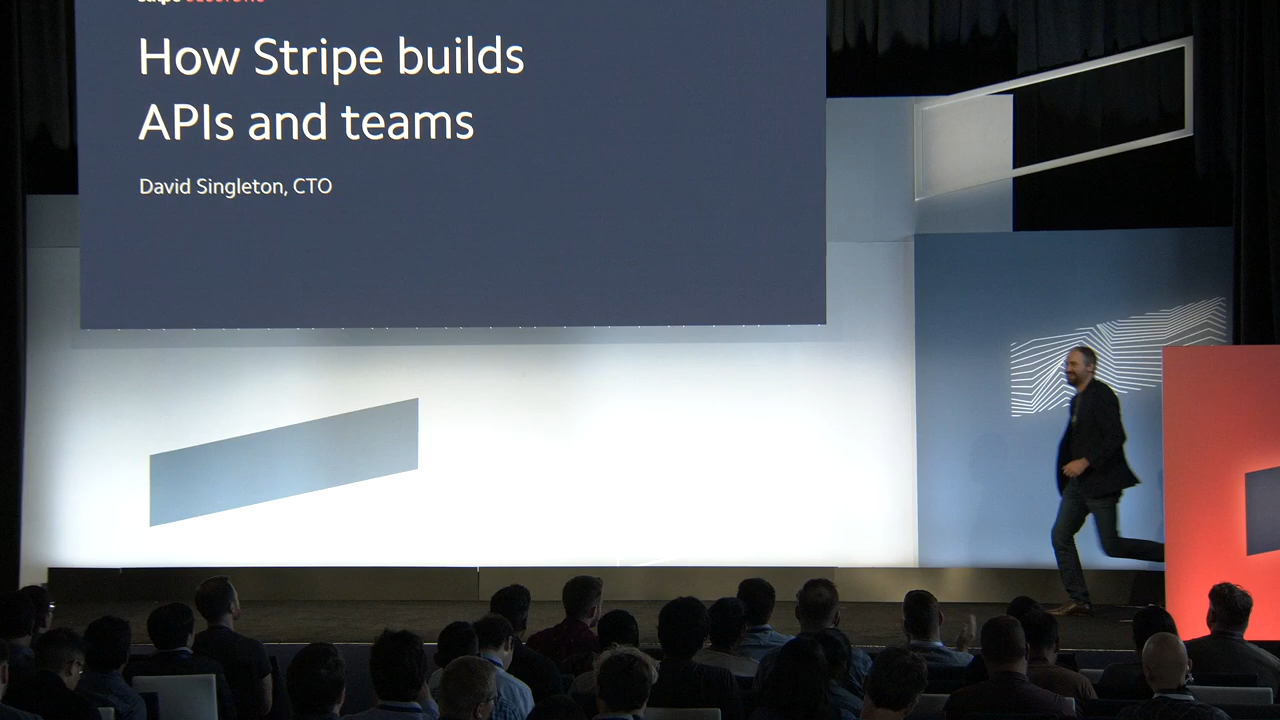 How Stripe builds
APIs and teams
David Singleton, CTO